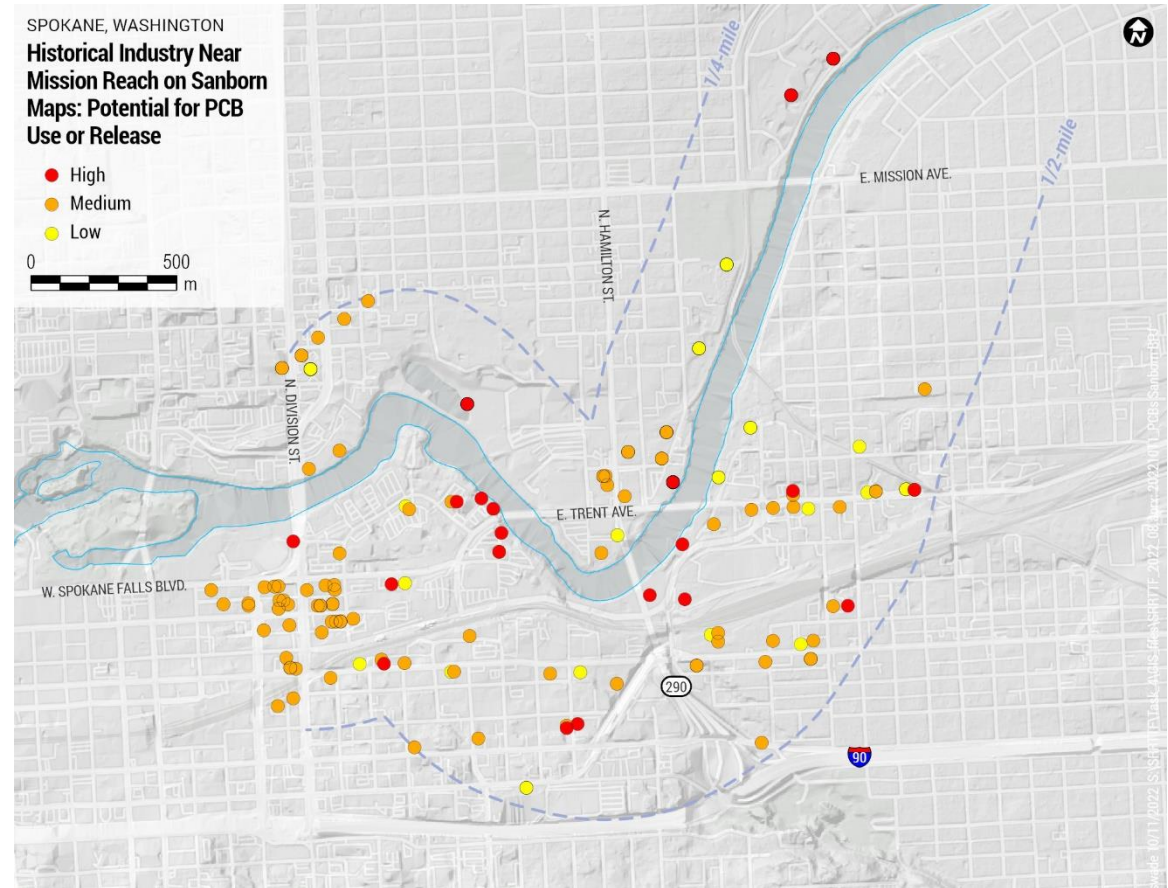 SPOKANE, WASHINGTON
Historical Industry Near
Mission Reach on Sanborn
Maps: Potential for PCB
Use or Release
High
Medium
Low
0 500
m
N
1/4-mile
1/2-mile
E. MISSION AVE.
N. HAMILTON ST.
N. DIVISION ST.
E. TRENT AVE.
W. SPOKANE FALLS BLVD.
290
90